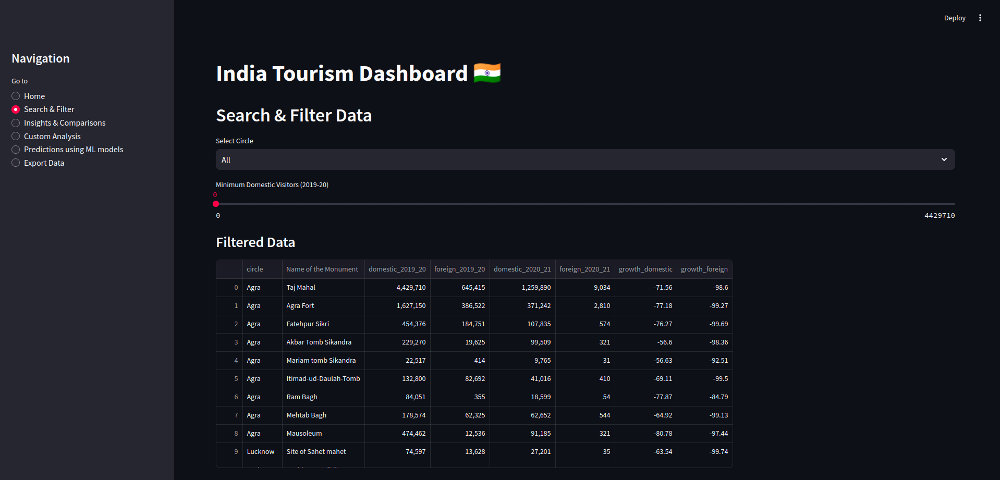 Deploy
Navigation
Go to
Home
Search & Filter
Insights & Comparisons
Custom Analysis
Predictions using ML models
Export Data
India Tourism Dashboard
Search & Filter Data
Select Circle
All
Minimum Domestic Visitors (2019-20)
0
0 4429710
Filtered Data
circle Name of the Monument domestic_2019_20 foreign_2019_20 domestic_2020_21 foreign_2020_21 growth_domestic growth_foreign
0 Agra Taj Mahal 4,429,710 645,415 1,259,890 9,034 -71.56 -98.6
1 Agra Agra Fort 1,627,150 386,522 371,242 2,810 -77.18 -99.27
2 Agra Fatehpur Sikri 454,376 184,751 107,835 574 -76.27 -99.69
3 Agra Akbar Tomb Sikandra 229,270 19,625 99,509 321 -56.6 -98.36
4 Agra Mariam tomb Sikandra 22,517 414 9,765 31 -56.63 -92.51
5 Agra Itimad-ud-Daulah-Tomb 132,800 82,692 41,016 410 -69.11 -99.5
6 Agra Ram Bagh 84,051 355 18,599 54 -77.87 -84.79
7 Agra Mehtab Bagh 178,574 62,325 62,652 544 -64.92 -99.13
8 Agra Mausoleum 474,462 12,536 91,185 321 -80.78 -97.44
9 Lucknow Site of Sahet mahet 74,597 13,628 27,201 35 -63.54 -99.74